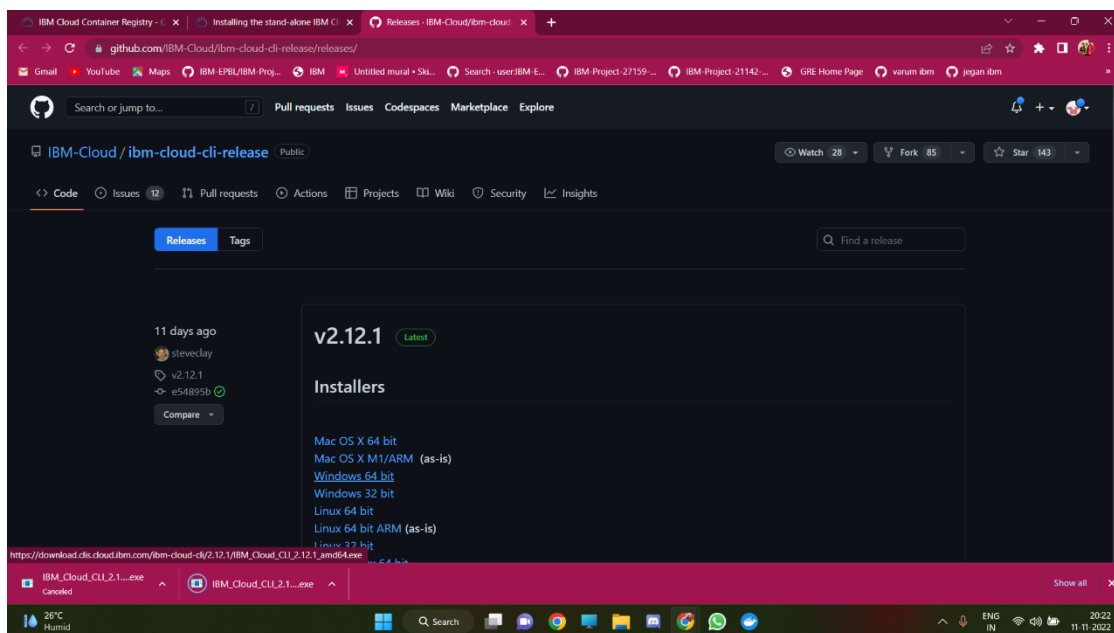 IBM Cloud Container Registry - C
Installing the stand-alone IBM Cl
Releases · IBM-Cloud/ibm-cloud-
github.com/IBM-Cloud/ibm-cloud-cli-release/releases/
Gmail YouTube Maps IBM-EPBL/IBM-Proj... IBM Untitled mural • Ski... Search · user:IBM-E... IBM-Project-27159-... IBM-Project-21142-... GRE Home Page varum ibm jegan ibm »
Search or jump to... / Pull requests Issues Codespaces Marketplace Explore
IBM-Cloud / ibm-cloud-cli-release Public Watch 28 Fork 85 Star 143
Code Issues 12 Pull requests Actions Projects Wiki Security Insights
Releases Tags Find a release
11 days ago
steveclay
v2.12.1
e54895b
Compare
v2.12.1 Latest
Installers
Mac OS X 64 bit
Mac OS X M1/ARM (as-is)
Windows 64 bit
Windows 32 bit
Linux 64 bit
Linux 64 bit ARM (as-is)
Linux 32 bit
64 bit
https://download.clis.cloud.ibm.com/ibm-cloud-cli/2.12.1/IBM_Cloud_CLI_2.12.1_amd64.exe
IBM_Cloud_CLI_2.1....exe
Canceled
IBM_Cloud_CLI_2.1....exe
Show all
26°C
Humid
Search
ENG
IN
20:22
11-11-2022